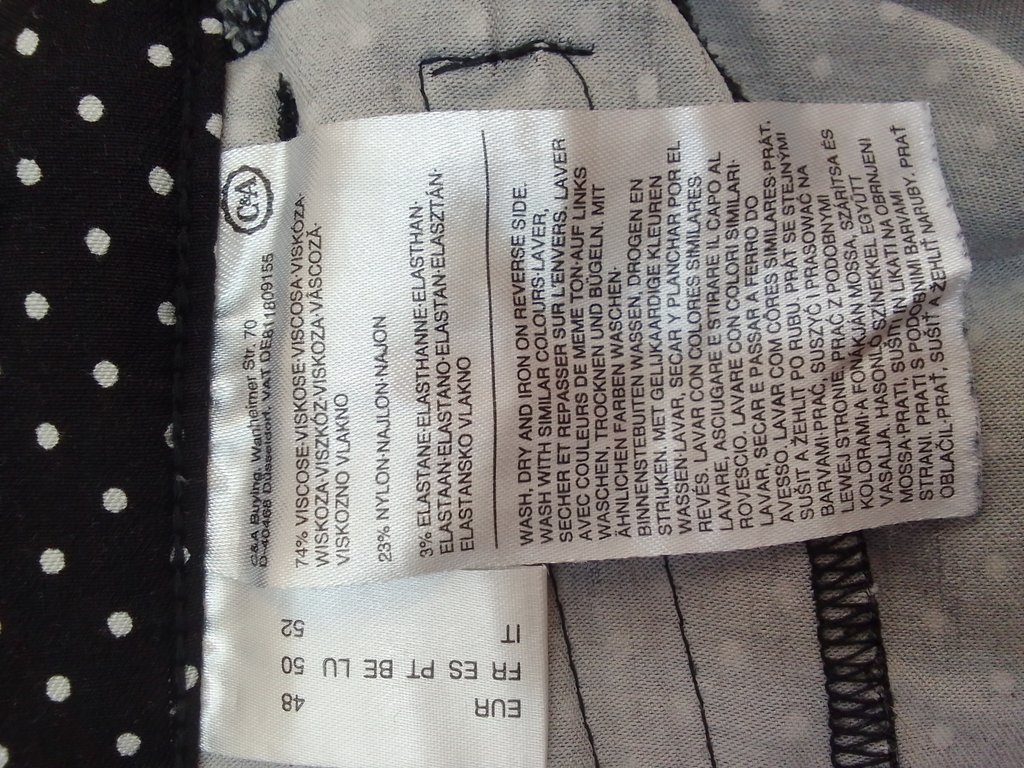 C&A
C&A Buying, Wanheimer Str. 70
D-40468 Düsseldorf, VAT DE811809155
74% VISCOSE·VISKOSE·VISCOSA·VISKÓZA·
WISKOZA·VISZKÓZ·VISKOZA·VÂSCOZĂ·
VISKOZNO VLAKNO
23% NYLON·NAJLON·NAJON
3% ELASTANE·ELASTHANNE·ELASTHAN·
ELASTAAN·ELASTANO·ELASTAN·ELASZTÁN·
ELASTANSKO VLAKNO
WASH, DRY AND IRON ON REVERSE SIDE.
WASH WITH SIMILAR COLOURS·LAVER,
SECHER ET REPASSER SUR L'ENVERS. LAVER
AVEC COULEURS DE MEME TON·AUF LINKS
WASCHEN, TROCKNEN UND BÜGELN. MIT
ÄHNLICHEN FARBEN WASCHEN·
BINNENSTEBUITEN WASSEN, DROGEN EN
STRIJKEN. MET GELIJKAARDIGE KLEUREN
WASSEN·LAVAR, SECAR Y PLANCHAR POR EL
REVÉS. LAVAR CON COLORES SIMILARES·
LAVARE, ASCIUGARE E STIRARE IL CAPO AL
ROVESCIO. LAVARE CON COLORI SIMILARI·
LAVAR, SECAR E PASSAR A FERRO DO
AVESSO. LAVAR COM CÔRES SIMILARES·PRÁT,
SUŠIT A ŽEHLIT PO RUBU. PRÁT SE STEJNÝMI
BARVAMI·PRAĆ, SUSZYĆ I PRASOWAĆ NA
LEWEJ STRONIE. PRAĆ Z PODOBNYMI
KOLORAMI·A FONÁKJÁN MOSSA, SZÁRÍTSA ÉS
VASALJA. HASONLÓ SZÍNEKKEL EGYÜTT
MOSSA·PRATI, SUŠITI IN LIKATI NA OBRNJENI
STRANI. PRATI S PODOBNIMI BARVAMI
OBLAČIL·PRAŤ, SUŠIŤ A ŽEHLIŤ NARUBY. PRAŤ
EUR FR ES PT BE LU IT
48 50 52